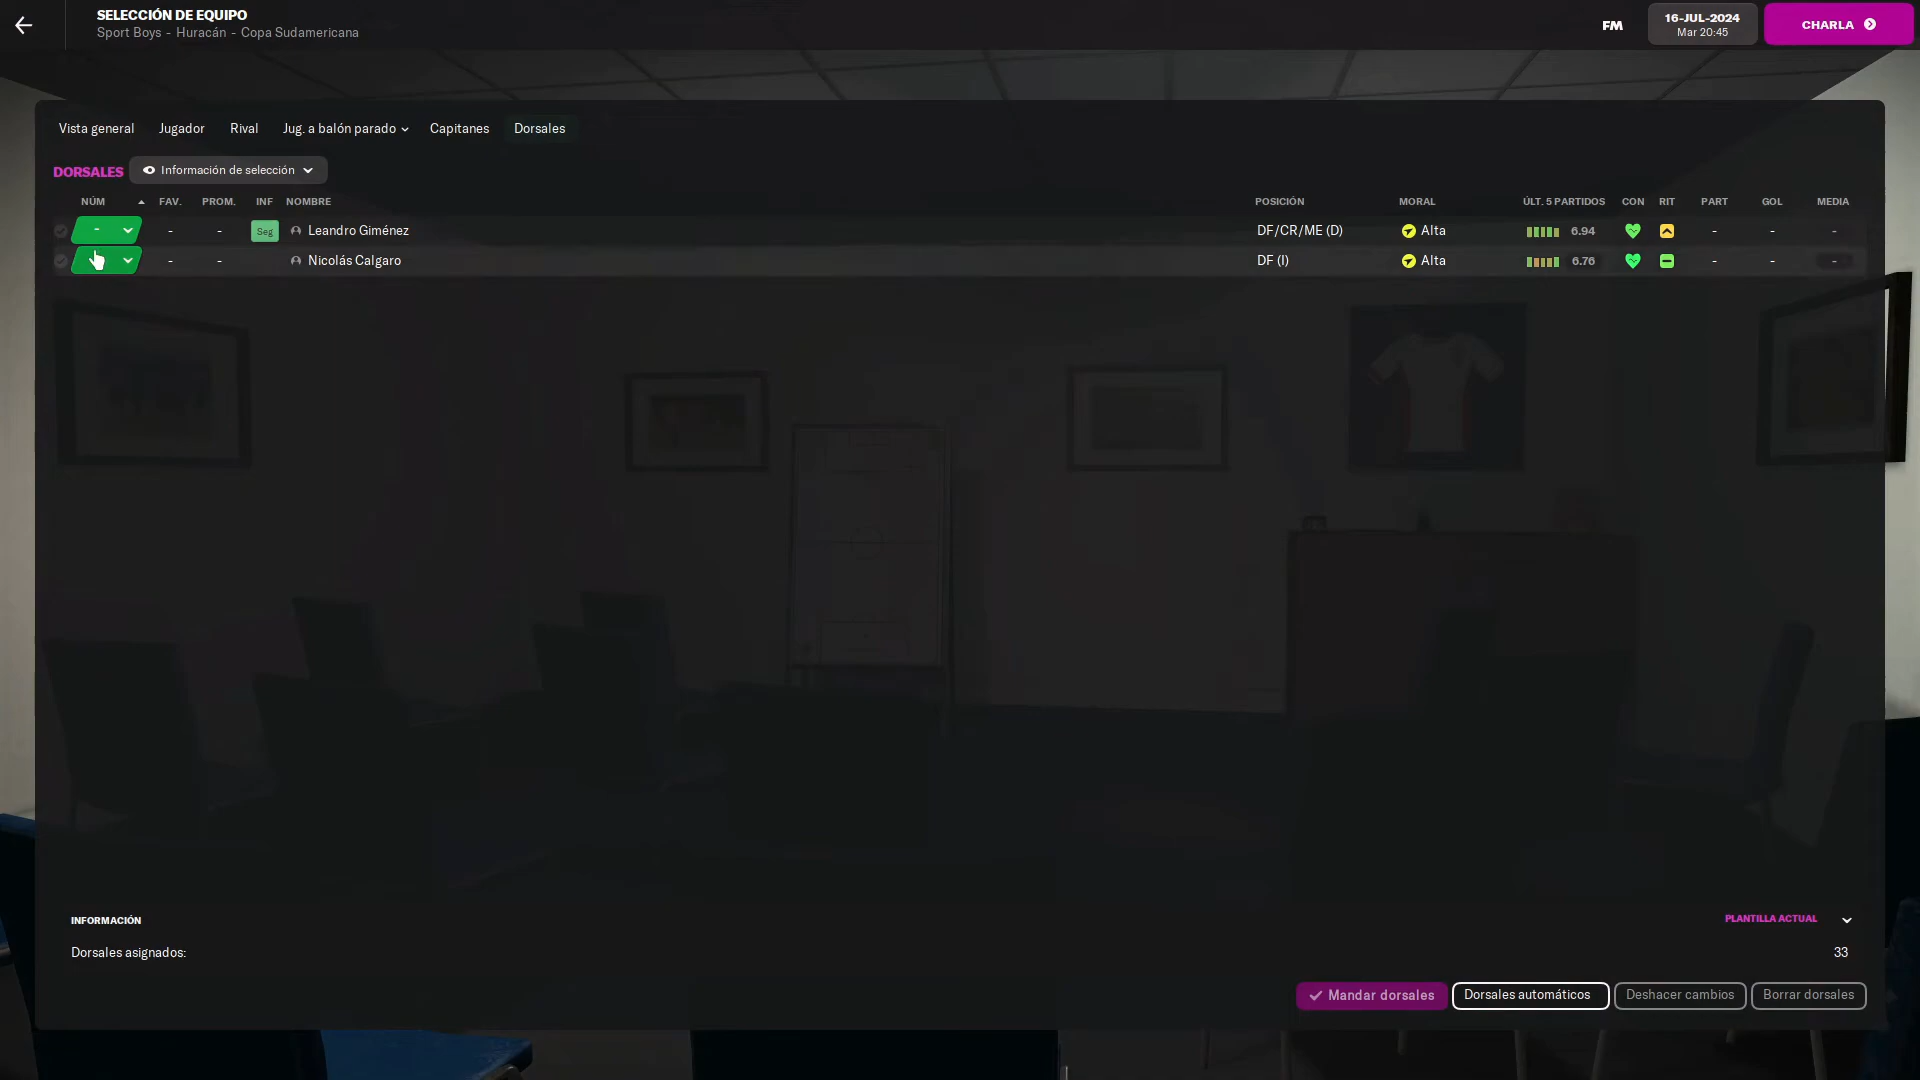 SELECCIÓN DE EQUIPO
Sport Boys - Huracán - Copa Sudamericana
FM
16-JUL-2024
Mar 20:45
CHARLA
Vista general
Jugador
Rival
Jug. a balón parado
Capitanes
Dorsales
DORSALES
Información de selección
NÚM FAV. PROM. INF NOMBRE POSICIÓN MORAL ÚLT. 5 PARTIDOS CON RIT PART GOL MEDIA
- - - Seg Leandro Giménez DF/CR/ME (D) Alta 6.94 - - -
- - Nicolás Calgaro DF (I) Alta 6.76 - - -
INFORMACIÓN
PLANTILLA ACTUAL
Dorsales asignados: 33
Mandar dorsales
Dorsales automáticos
Deshacer cambios
Borrar dorsales